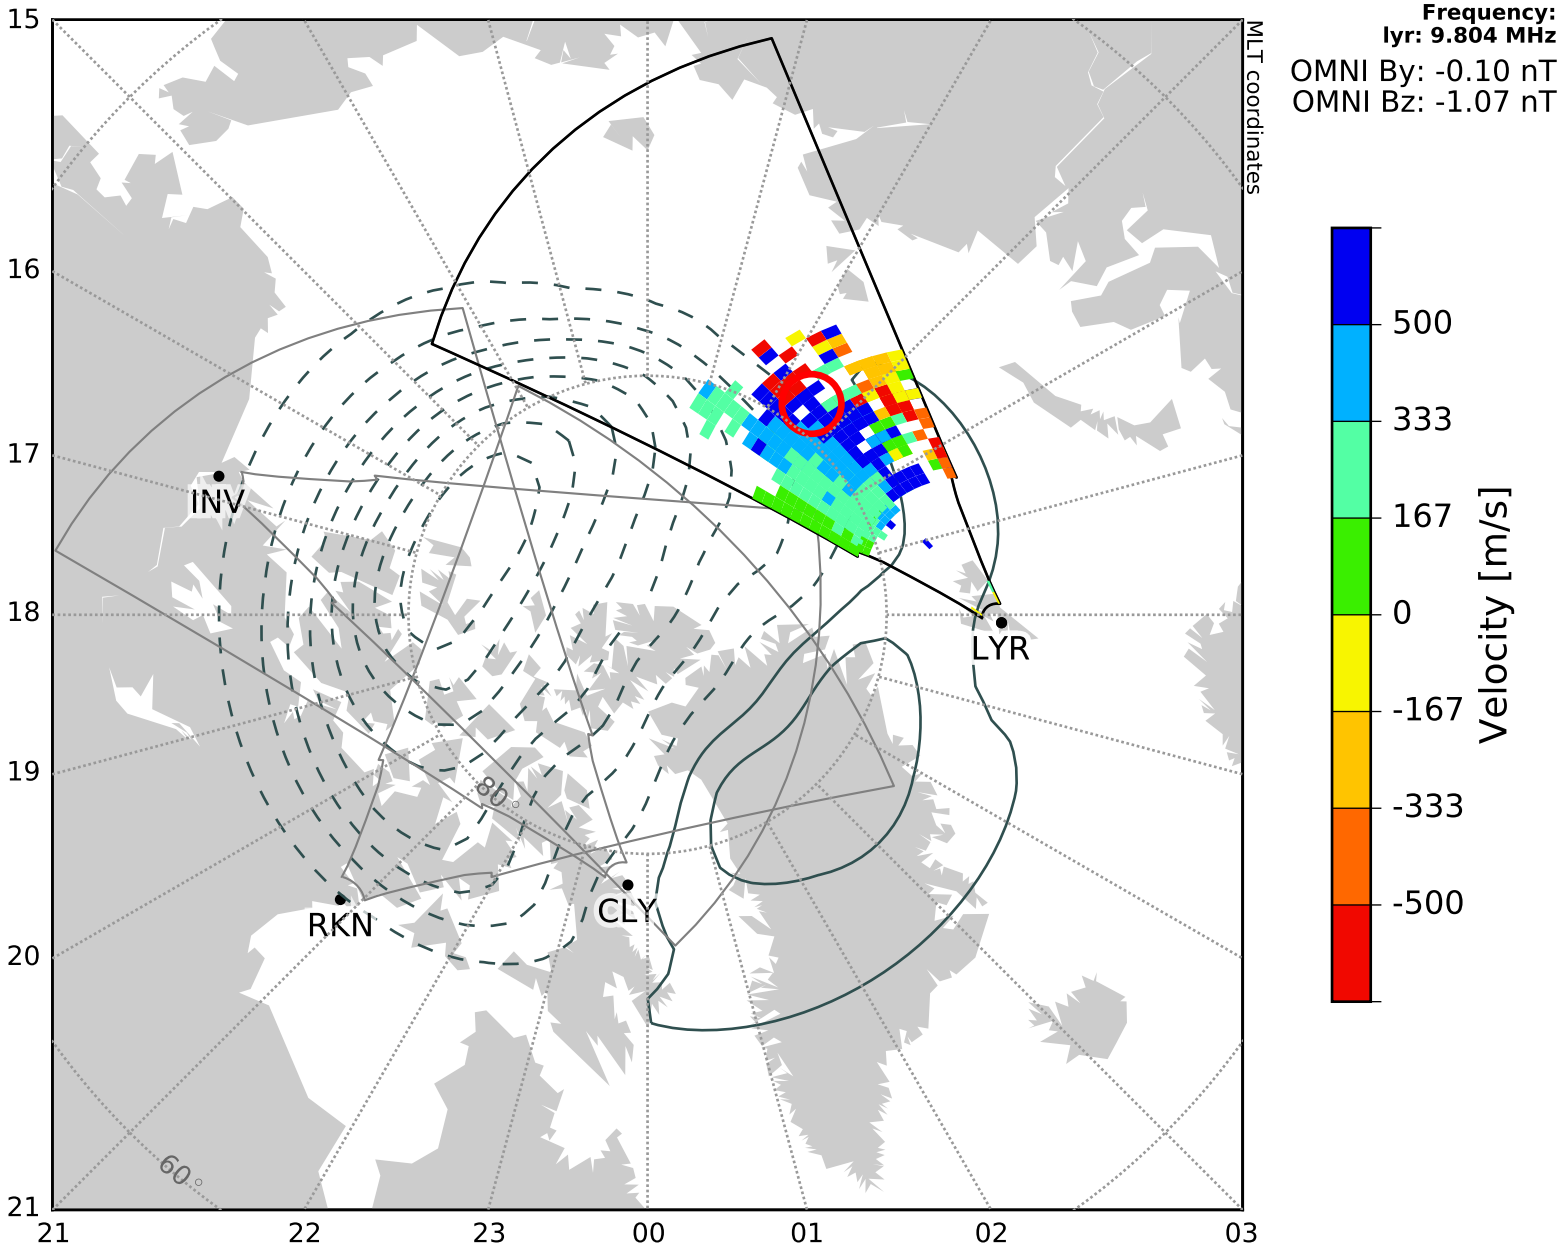 Frequency:
lyr: 9.804 MHz
OMNI By: -0.10 nT
OMNI Bz: -1.07 nT
MLT coordinates
15
16
17
18
19
20
21
21
22
23
00
01
02
03
INV
RKN
CLY
LYR
80°
60°
500
333
167
0
-167
-333
-500
Velocity [m/s]